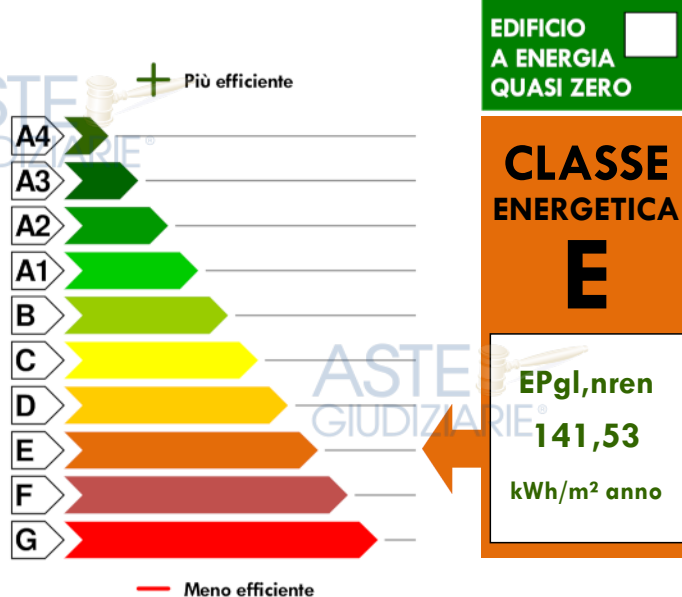 EDIFICIO
A ENERGIA
QUASI ZERO
Più efficiente
A4
A3
A2
A1
B
C
D
E
F
G
Meno efficiente
CLASSE
ENERGETICA
E
EPgl,nren
141,53
kWh/m² anno
ASTE
GIUDIZIARIE®
ASTE
GIUDIZIARIE®